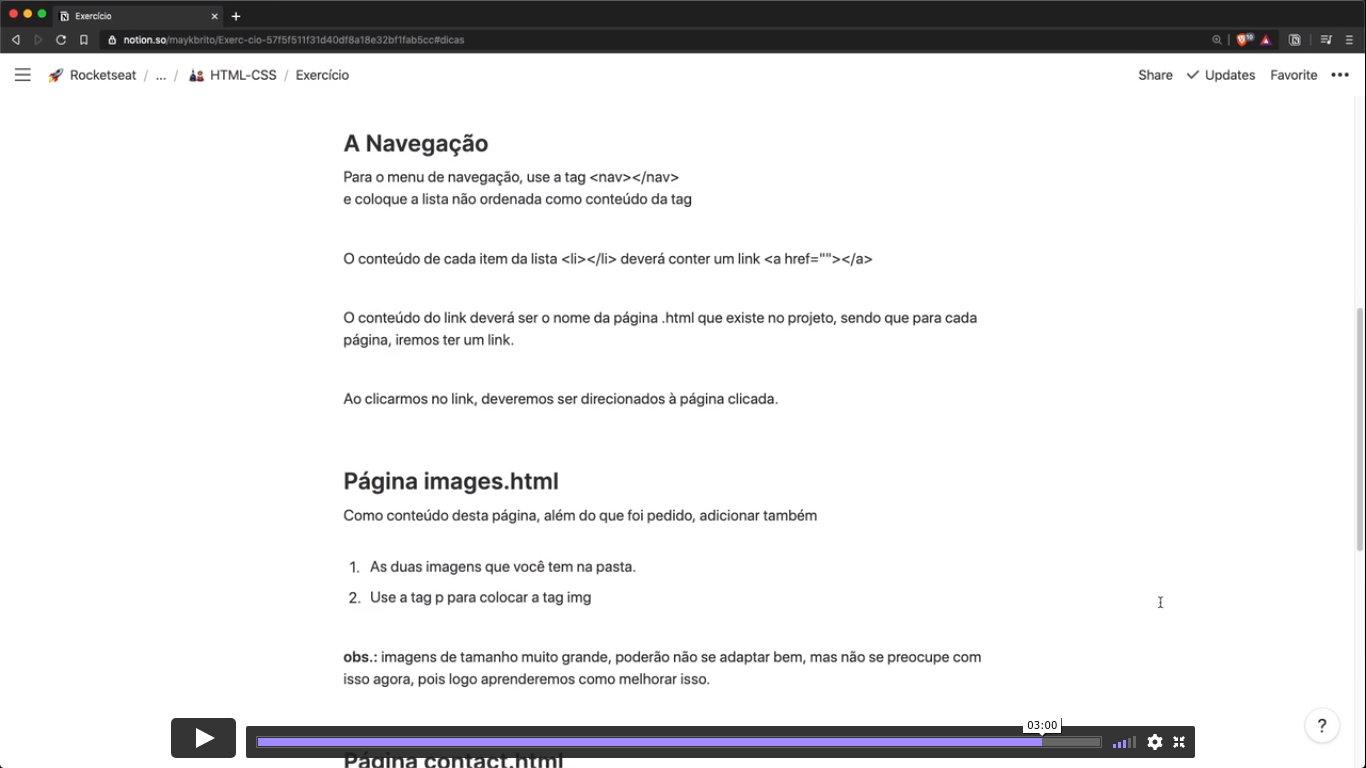 Exercício
notion.so/maykbrito/Exerc-cio-57f5f511f31d40df8a18e32bf1fab5cc#dicas
Rocketseat / ... / HTML-CSS / Exercício
Share ✓ Updates Favorite •••
A Navegação
Para o menu de navegação, use a tag <nav></nav>
e coloque a lista não ordenada como conteúdo da tag
O conteúdo de cada item da lista <li></li> deverá conter um link <a href=""></a>
O conteúdo do link deverá ser o nome da página .html que existe no projeto, sendo que para cada
página, iremos ter um link.
Ao clicarmos no link, deveremos ser direcionados à página clicada.
Página images.html
Como conteúdo desta página, além do que foi pedido, adicionar também
1. As duas imagens que você tem na pasta.
2. Use a tag p para colocar a tag img
obs.: imagens de tamanho muito grande, poderão não se adaptar bem, mas não se preocupe com
isso agora, pois logo aprenderemos como melhorar isso.
03:00
?
Página contact.html